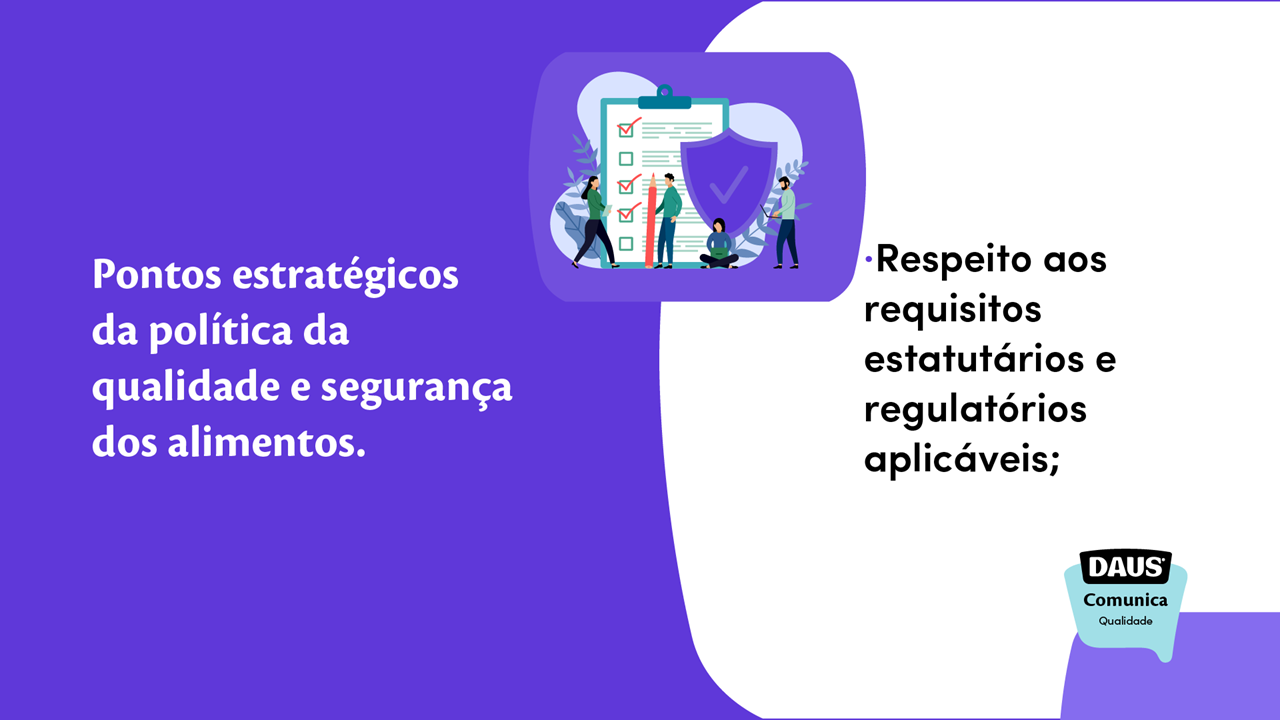 Pontos estratégicos
da política da
qualidade e segurança
dos alimentos.
·Respeito aos
requisitos
estatutários e
regulatórios
aplicáveis;
DAUS
Comunica
Qualidade